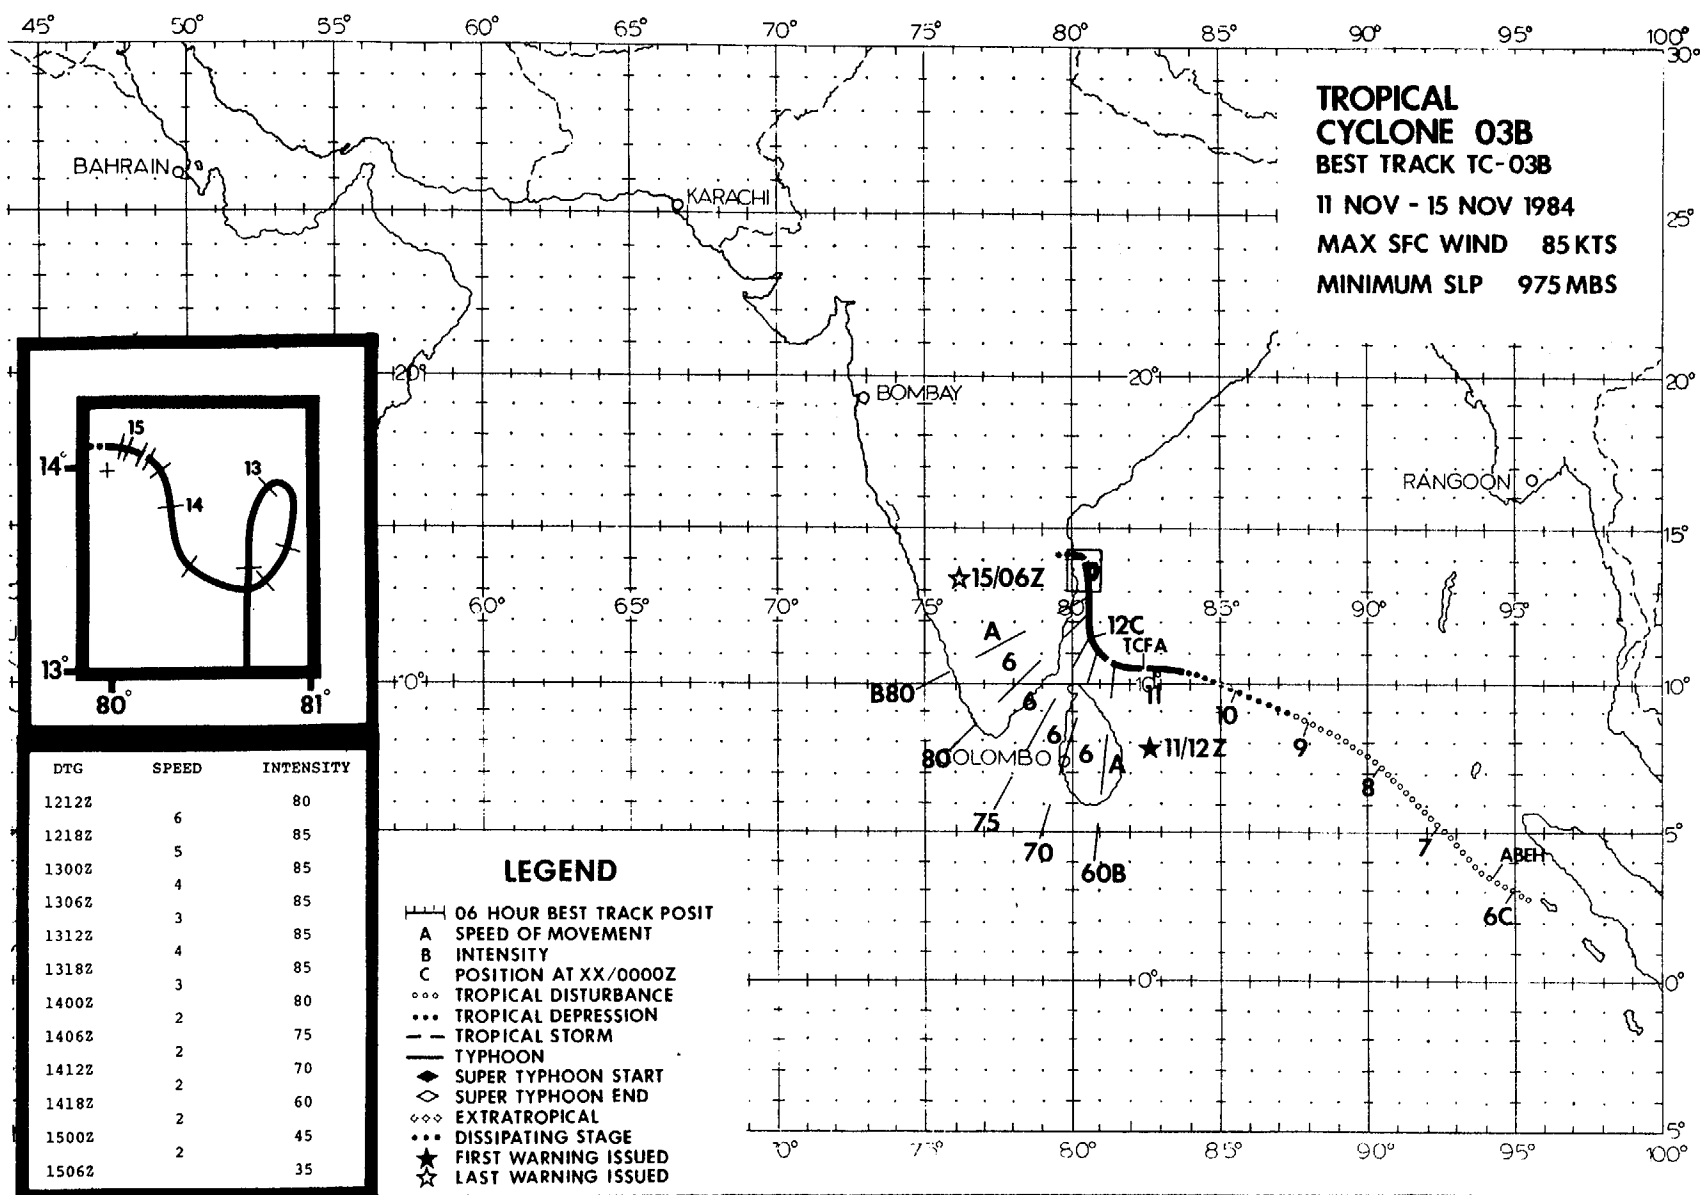 45° 50° 55° 60° 65° 70° 75° 80° 85° 90° 95° 100°
30°
TROPICAL
CYCLONE 03B
BEST TRACK TC-03B
11 NOV - 15 NOV 1984
MAX SFC WIND 85 KTS
MINIMUM SLP 975 MBS
BAHRAIN
KARACHI
25°
20° 20° 20°
BOMBAY
RANGOON
15°
15
14°
13
14
13°
80° 81°
15/06Z
60° 65° 70° 75° 80° 85° 90° 95°
A
6
12C
TCFA
B80
10° 10° 10°
6
11
10
9
8
7
ABEH
6C
80
OLOMBO
6
6
A
11/12Z
75
70
60B
5°
0° 0°
5°
70° 75° 80° 85° 90° 95° 100°
DTG SPEED INTENSITY
1212Z 80
6
1218Z 85
5
1300Z 85
4
1306Z 85
3
1312Z 85
4
1318Z 85
3
1400Z 80
2
1406Z 75
2
1412Z 70
2
1418Z 60
2
1500Z 45
2
1506Z 35
LEGEND
06 HOUR BEST TRACK POSIT
A SPEED OF MOVEMENT
B INTENSITY
C POSITION AT XX/0000Z
TROPICAL DISTURBANCE
TROPICAL DEPRESSION
TROPICAL STORM
TYPHOON
SUPER TYPHOON START
SUPER TYPHOON END
EXTRATROPICAL
DISSIPATING STAGE
FIRST WARNING ISSUED
LAST WARNING ISSUED